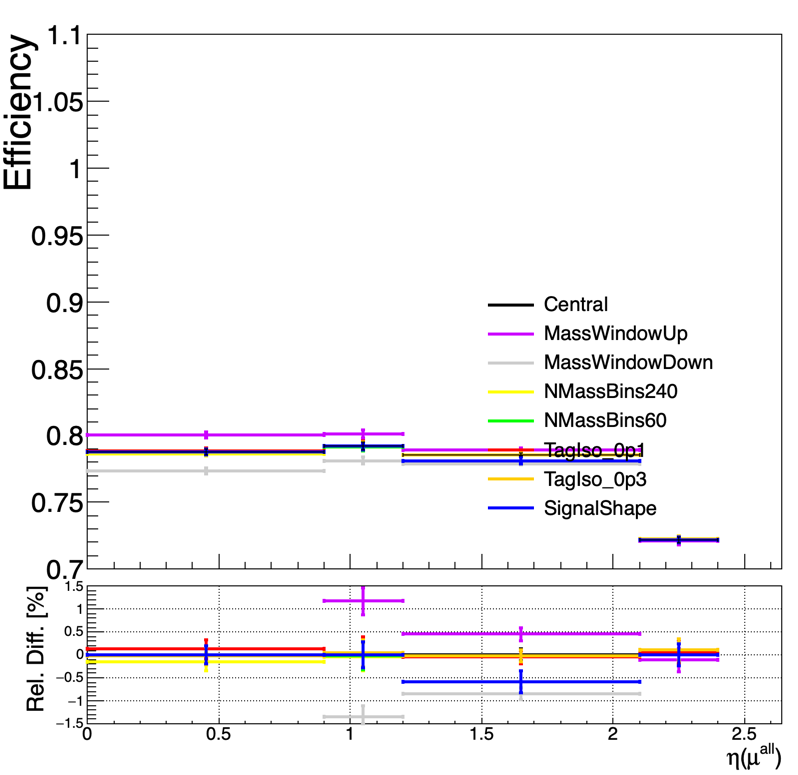 Efficiency
1.1
1.05
1
0.95
0.9
0.85
0.8
0.75
0.7
Central
MassWindowUp
MassWindowDown
NMassBins240
NMassBins60
TagIso_0p1
TagIso_0p3
SignalShape
Rel. Diff. [%]
1.5
1
0.5
0
−0.5
−1
−1.5
0 0.5 1 1.5 2 2.5
η(μall)